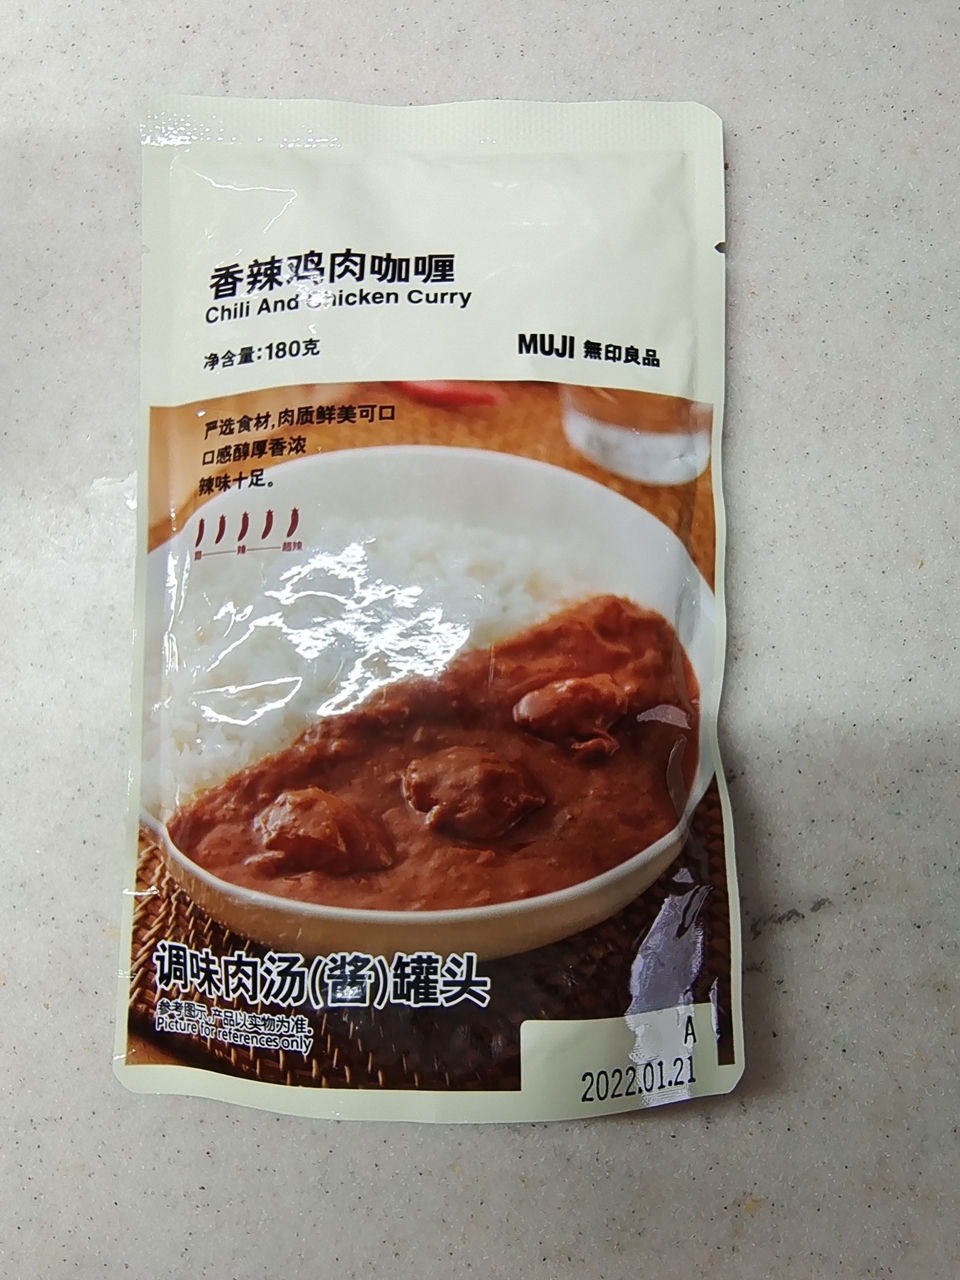 香辣鸡肉咖喱
Chili And Chicken Curry
净含量:180克
MUJI 無印良品
严选食材,肉质鲜美可口
口感醇厚香浓
辣味十足。
辣 超辣
调味肉汤(酱)罐头
参考图示,产品以实物为准。
Picture for references only
A
2022.01.21